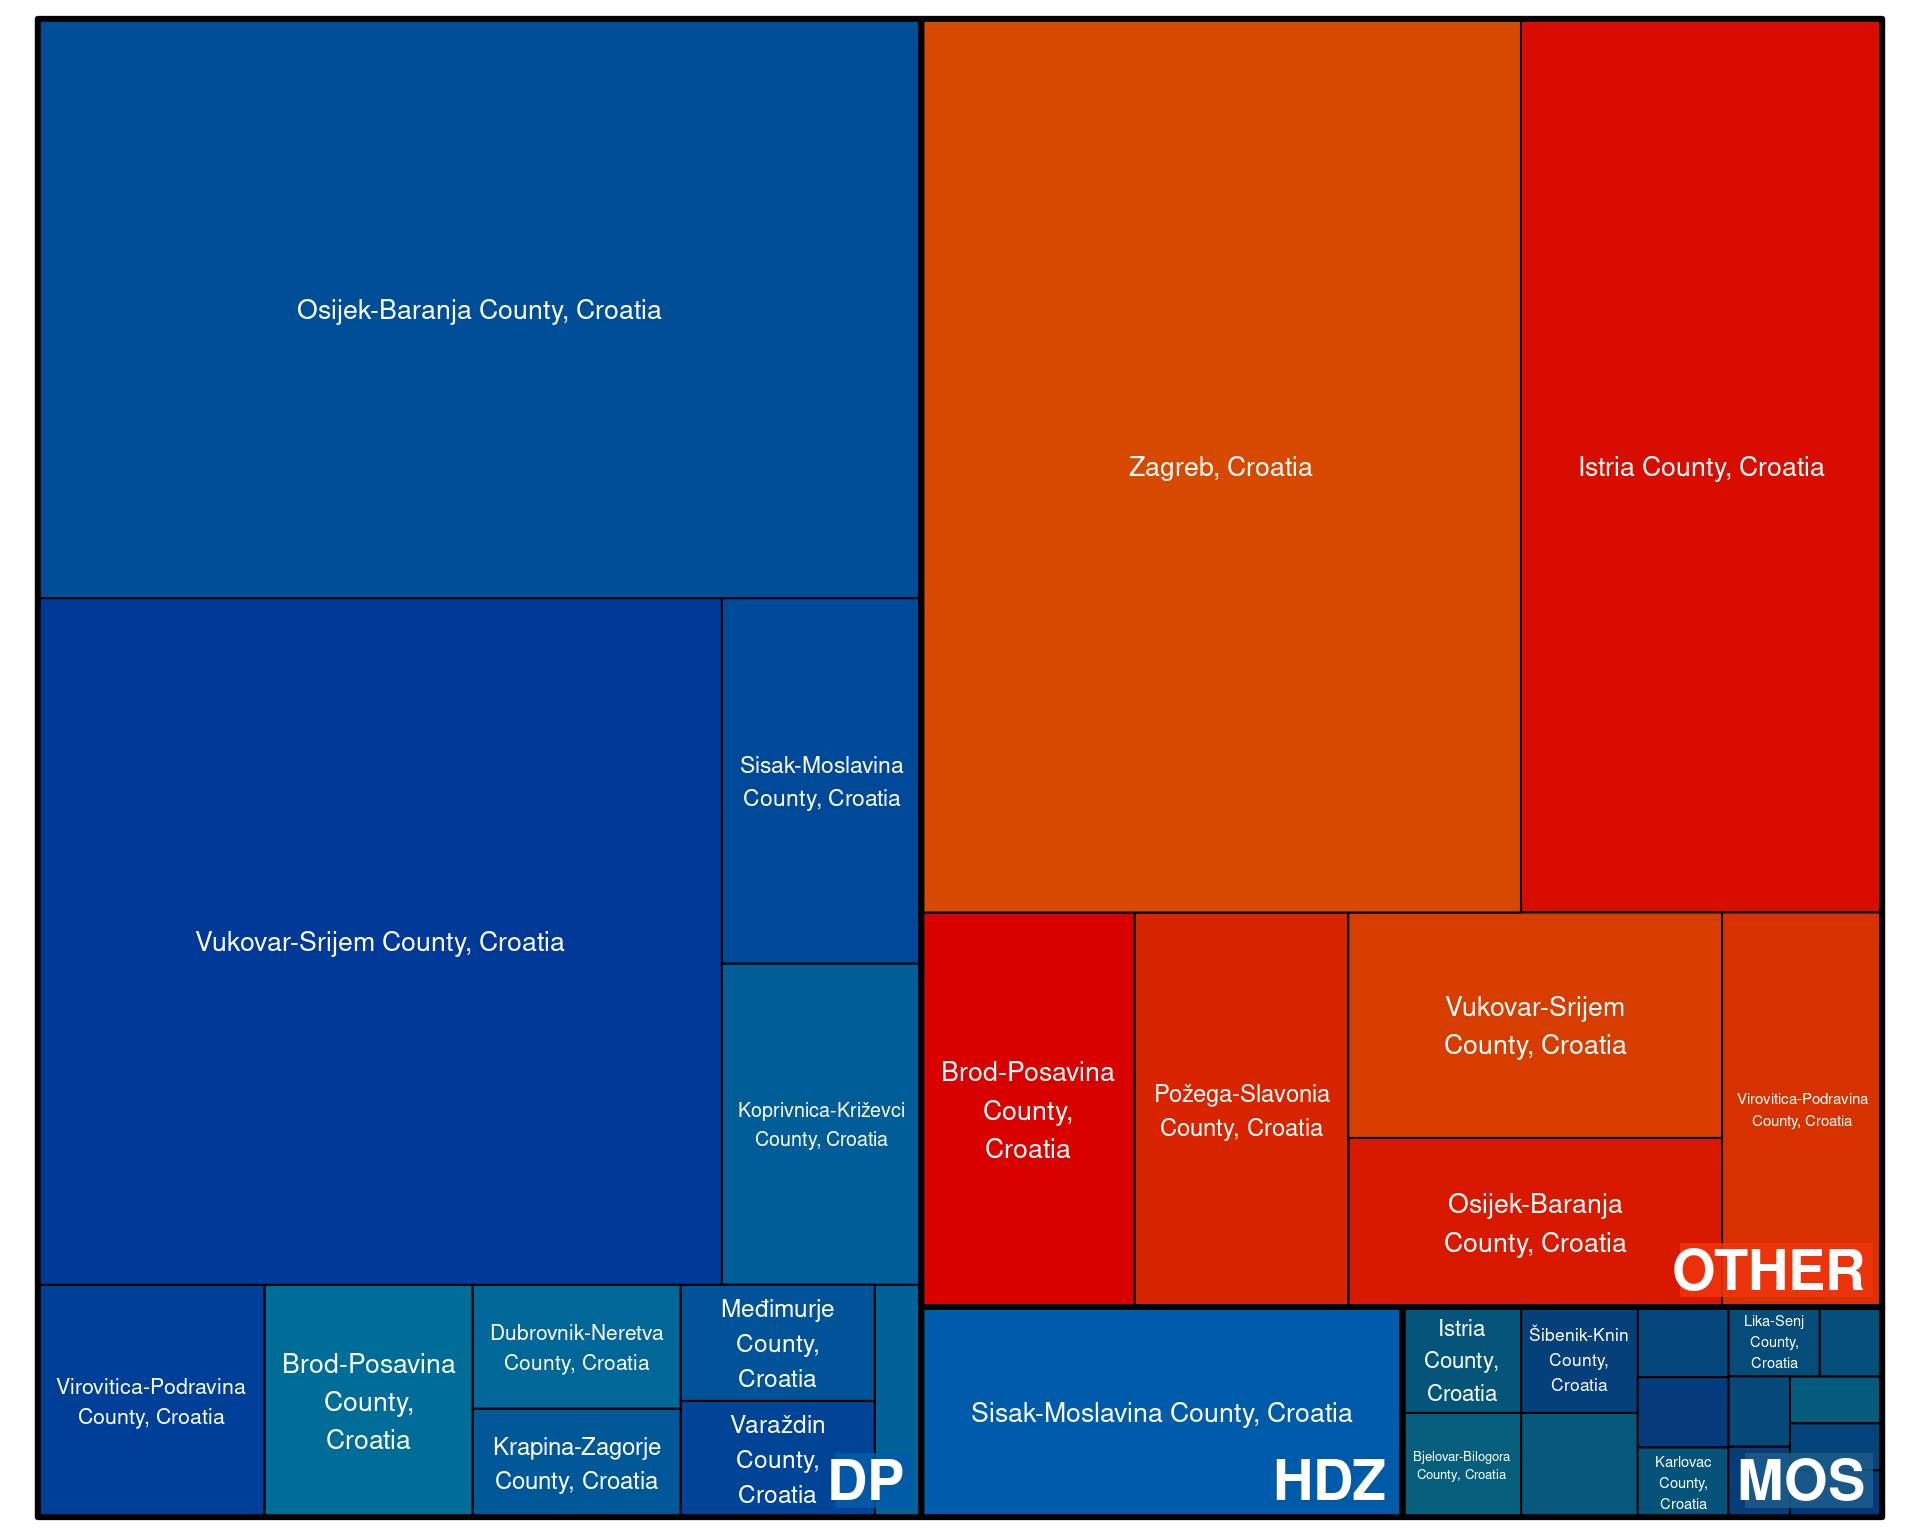 Osijek-Baranja County, Croatia
Vukovar-Srijem County, Croatia
Sisak-Moslavina
County, Croatia
Koprivnica-Križevci
County, Croatia
Virovitica-Podravina
County, Croatia
Brod-Posavina
County,
Croatia
Dubrovnik-Neretva
County, Croatia
Krapina-Zagorje
County, Croatia
Međimurje
County,
Croatia
Varaždin
County,
Croatia
DP
Zagreb, Croatia
Istria County, Croatia
Brod-Posavina
County,
Croatia
Požega-Slavonia
County, Croatia
Vukovar-Srijem
County, Croatia
Osijek-Baranja
County, Croatia
Virovitica-Podravina
County, Croatia
OTHER
Sisak-Moslavina County, Croatia
HDZ
Istria
County,
Croatia
Bjelovar-Bilogora
County, Croatia
Šibenik-Knin
County,
Croatia
Karlovac
County,
Croatia
Lika-Senj
County,
Croatia
MOS